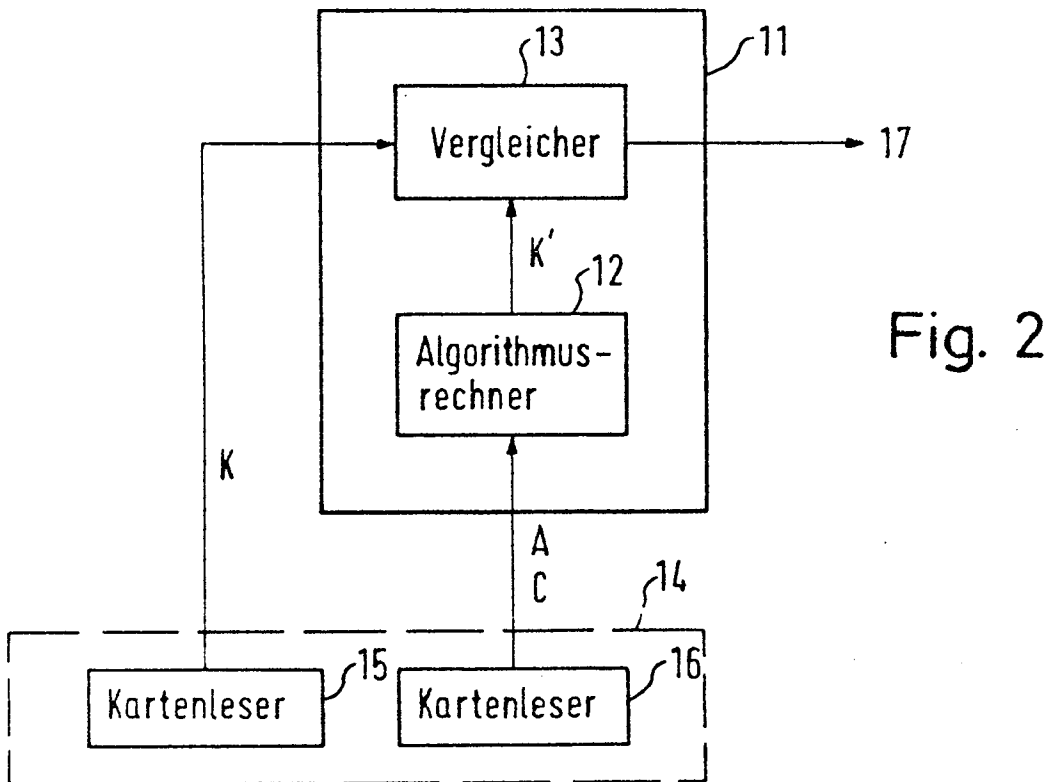 13
11
Vergleicher
17
K'
12
Algorithmus-
rechner
Fig. 2
K
A
C
14
15
16
Kartenleser
Kartenleser